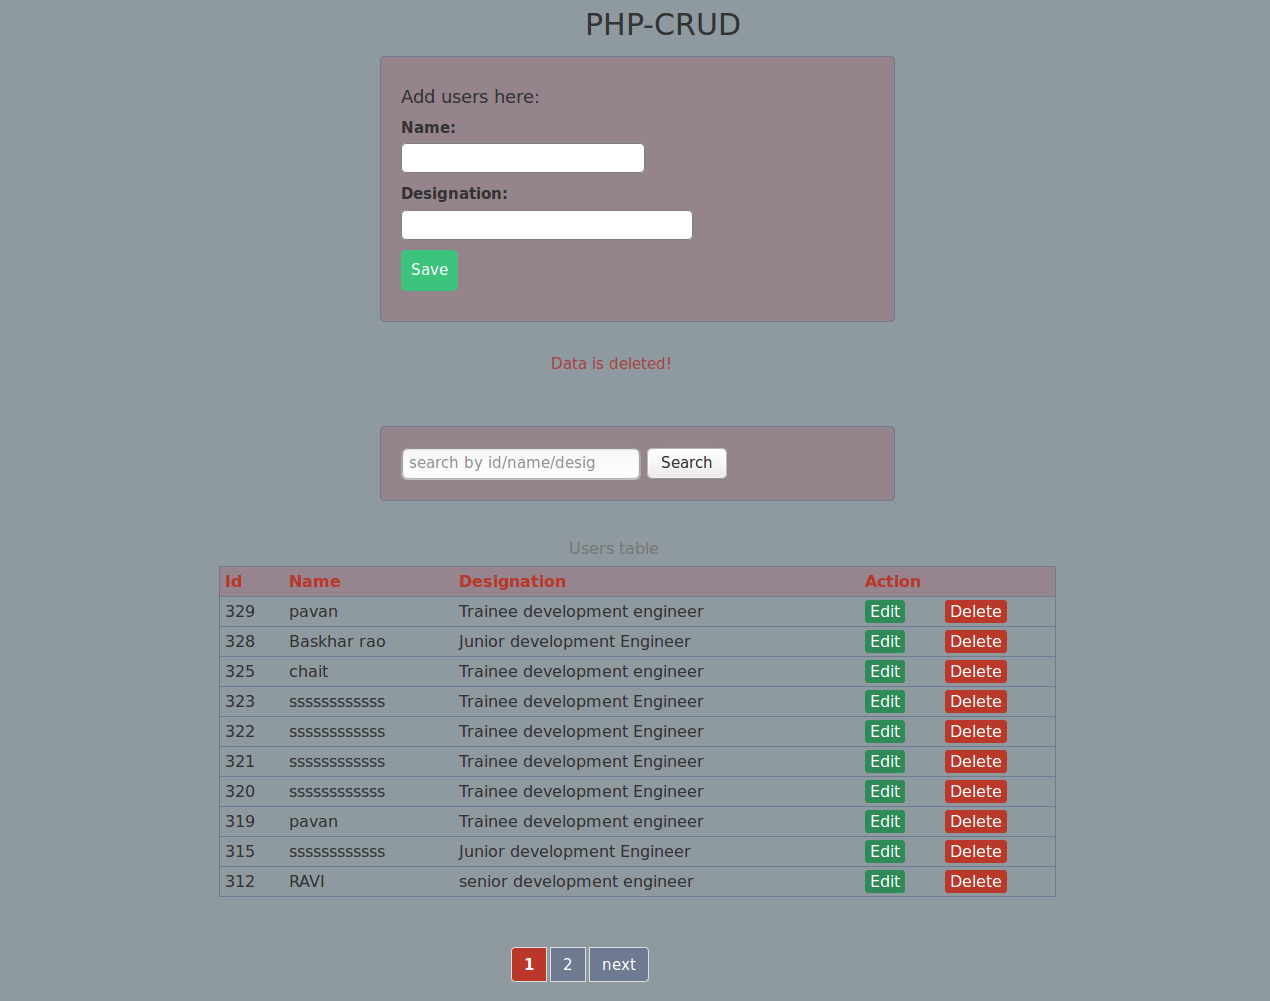 PHP-CRUD
Add users here:
Name:
Designation:
Save
Data is deleted!
search by id/name/desig Search
Users table
Id Name Designation Action
329 pavan Trainee development engineer Edit Delete
328 Baskhar rao Junior development Engineer Edit Delete
325 chait Trainee development engineer Edit Delete
323 ssssssssssss Trainee development Engineer Edit Delete
322 ssssssssssss Trainee development Engineer Edit Delete
321 ssssssssssss Trainee development Engineer Edit Delete
320 ssssssssssss Trainee development Engineer Edit Delete
319 pavan Trainee development engineer Edit Delete
315 ssssssssssss Junior development Engineer Edit Delete
312 RAVI senior development engineer Edit Delete
1 2 next